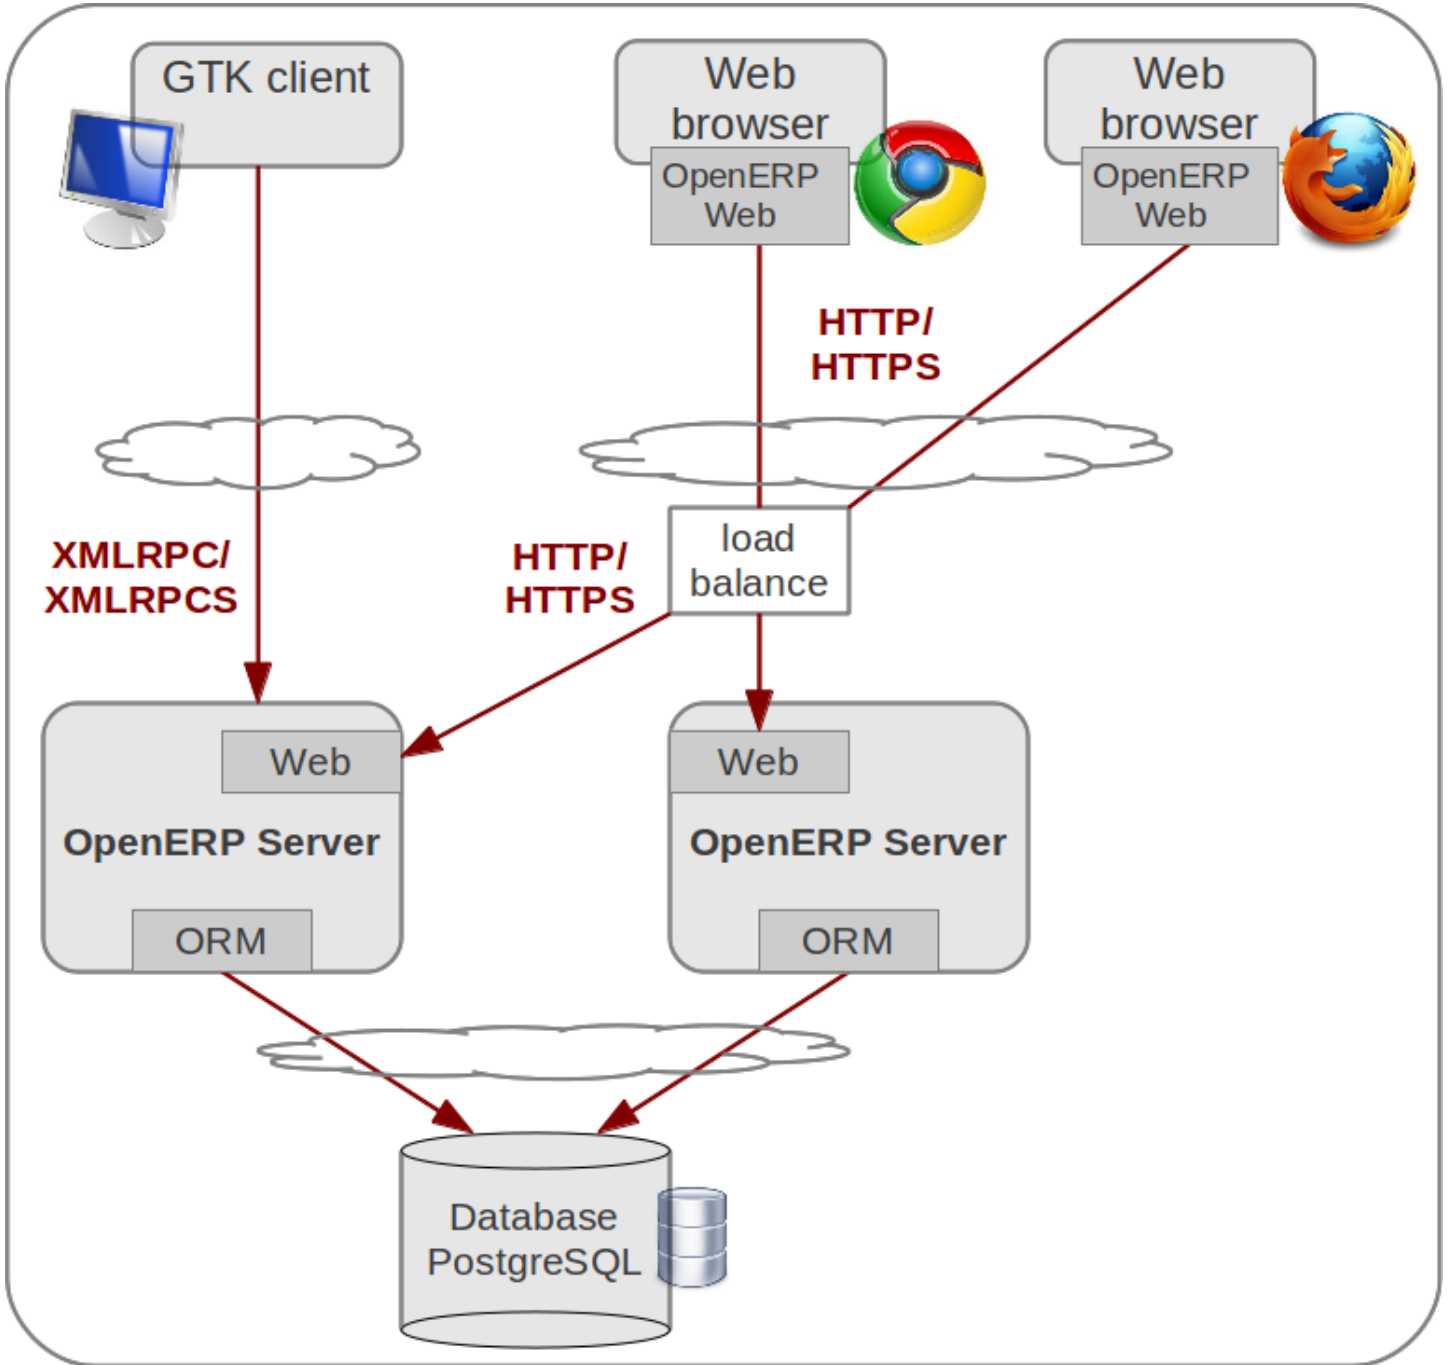 GTK client
Web
browser
OpenERP
Web
Web
browser
OpenERP
Web
HTTP/
HTTPS
XMLRPC/
XMLRPCS
HTTP/
HTTPS
load
balance
Web
OpenERP Server
ORM
Web
OpenERP Server
ORM
Database
PostgreSQL